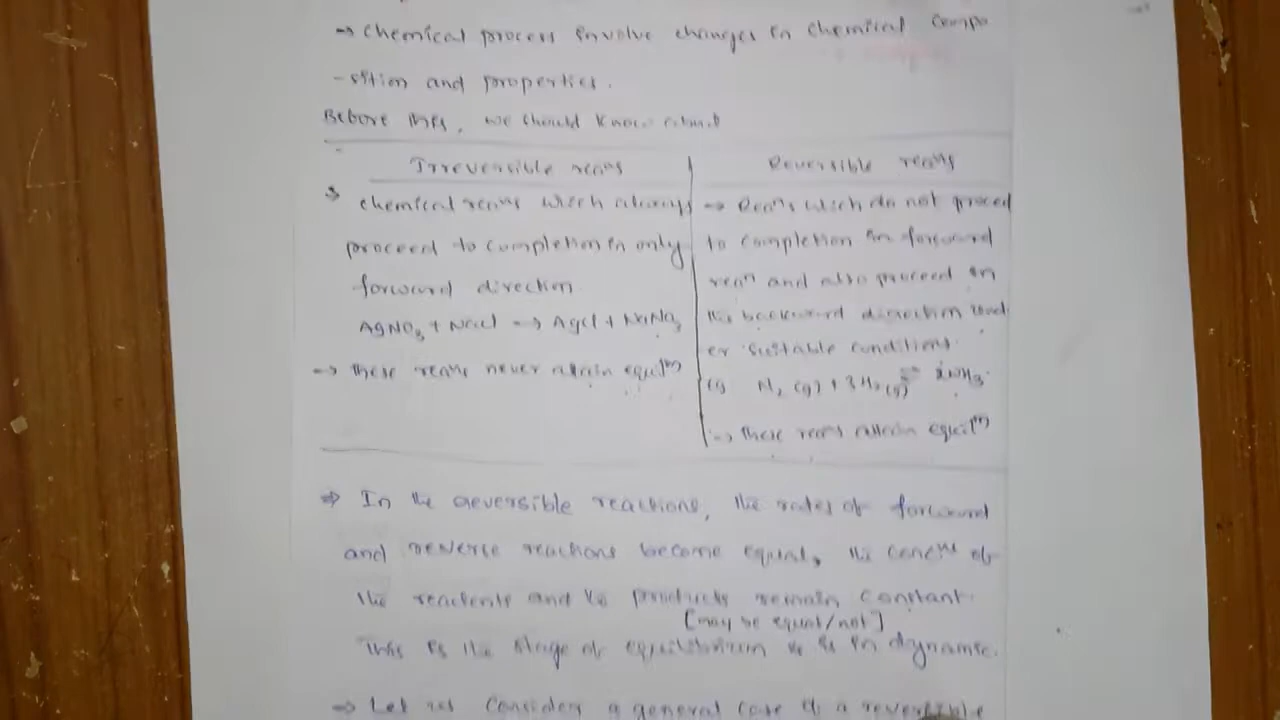 → Chemical process involve changes in chemical compo
-sition and properties.
Before this, we should know about
Irreversible reacns
→ chemical reacns which always
proceed to completion in only
forward direction
AgNO3 + NaCl → AgCl + NaNO3
→ These reacns never attain equilm
Reversible reacns
→ Reacns which do not proceed
to completion in forward
reacn and also proceed in
the backward direction und
er suitable conditions.
eg N2 (g) + 3H2 (g) ⇌ 2NH3
→ These reacns attain equilm
⇒ In the reversible reactions, the rates of forward
and reverse reactions become equal, the concns of
the reactents and the products remain constant.
[may be equal/not]
This is the stage of equilibrium & is in dynamic.
→ Let us consider a general case of a reversible